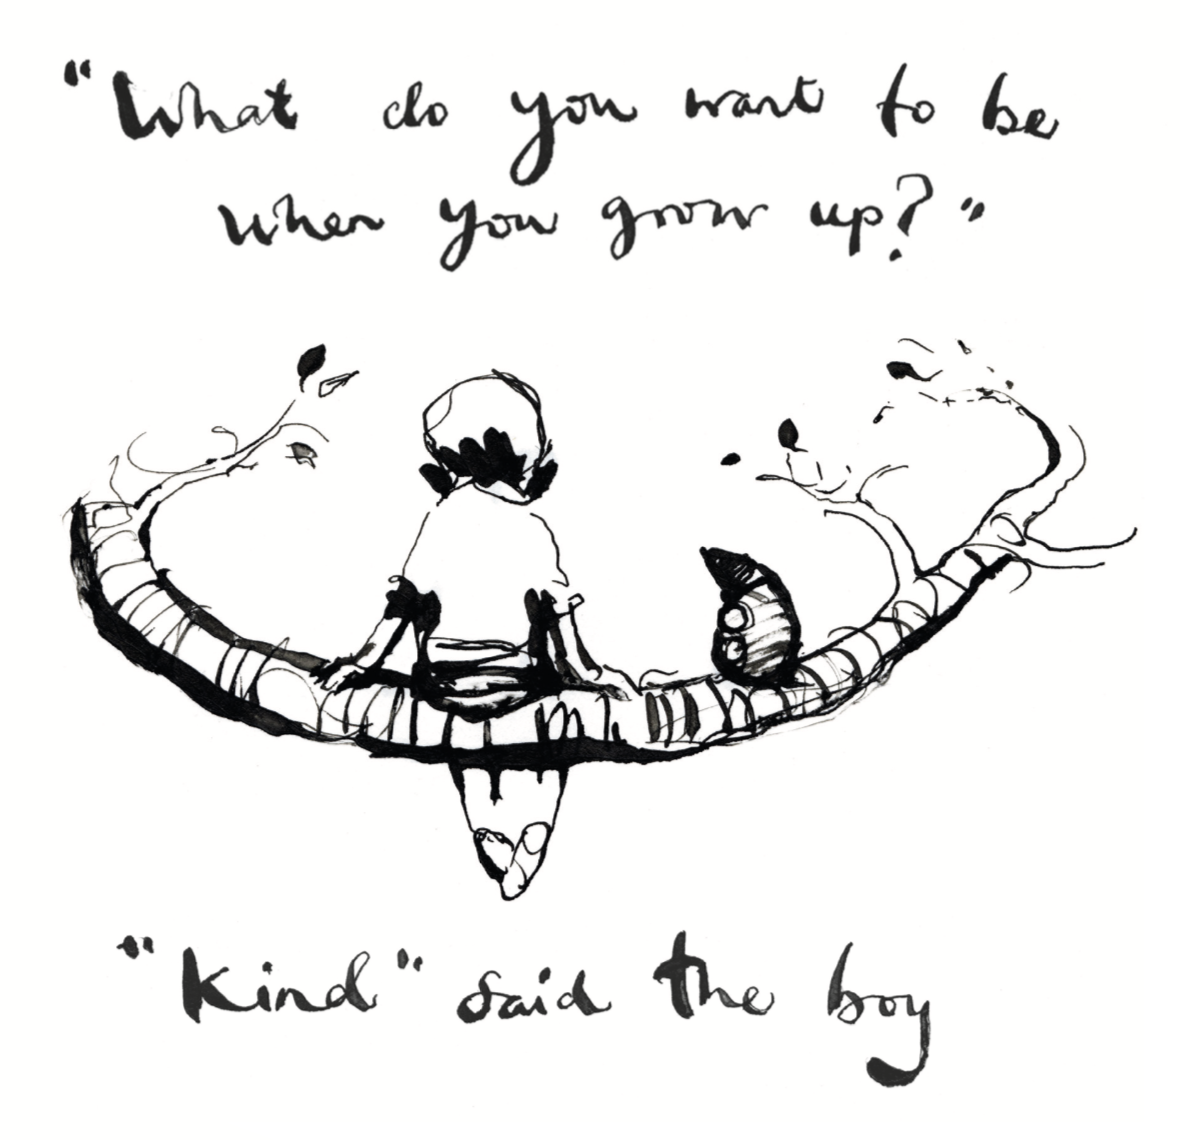 "What do you want to be
when you grow up?"
"Kind" said the boy